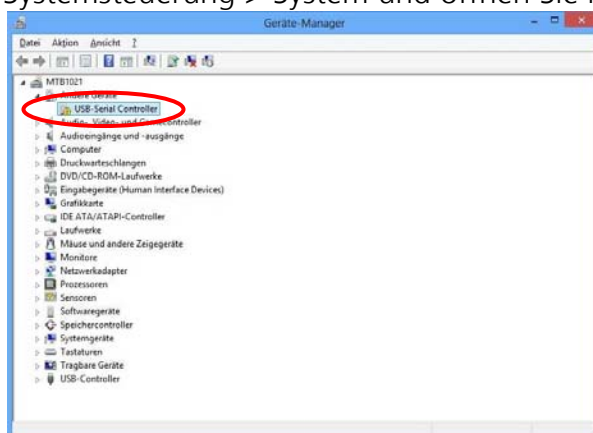 Systemsteuerung > System und öffnen Sie
Geräte-Manager
Datei Aktion Ansicht ?
MTB1021
Andere Geräte
USB-Serial Controller
Audio-, Video- und Gamecontroller
Audioeingänge und -ausgänge
Computer
Druckwarteschlangen
DVD/CD-ROM-Laufwerke
Eingabegeräte (Human Interface Devices)
Grafikkarte
IDE ATA/ATAPI-Controller
Laufwerke
Mäuse und andere Zeigegeräte
Monitore
Netzwerkadapter
Prozessoren
Sensoren
Softwaregeräte
Speichercontroller
Systemgeräte
Tastaturen
Tragbare Geräte
USB-Controller